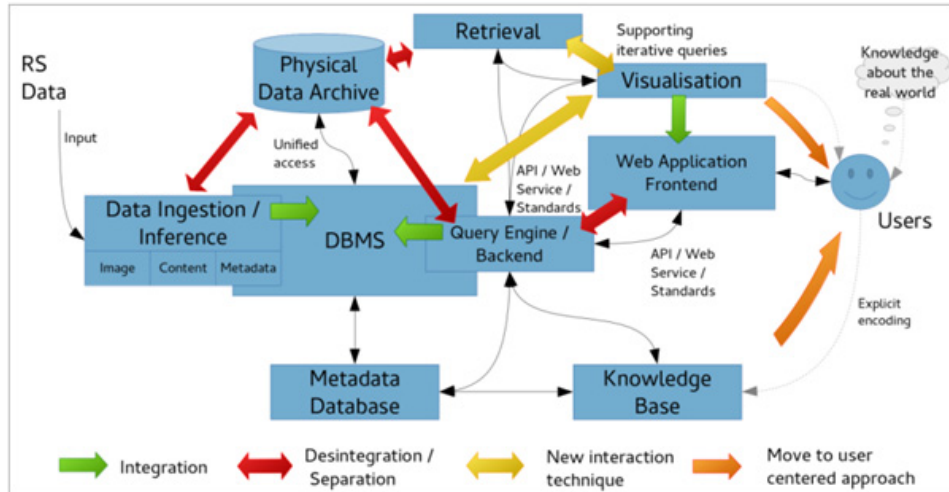 RS
Data
Input
Physical
Data Archive
Retrieval
Supporting
iterative queries
Visualisation
Knowledge
about the
real world
Unified
access
API / Web
Service /
Standards
Web Application
Frontend
Users
Data Ingestion /
Inference
Image
Content
Metadata
DBMS
Query Engine /
Backend
API / Web
Service /
Standards
Explicit
encoding
Metadata
Database
Knowledge
Base
Integration
Desintegration /
Separation
New interaction
technique
Move to user
centered approach